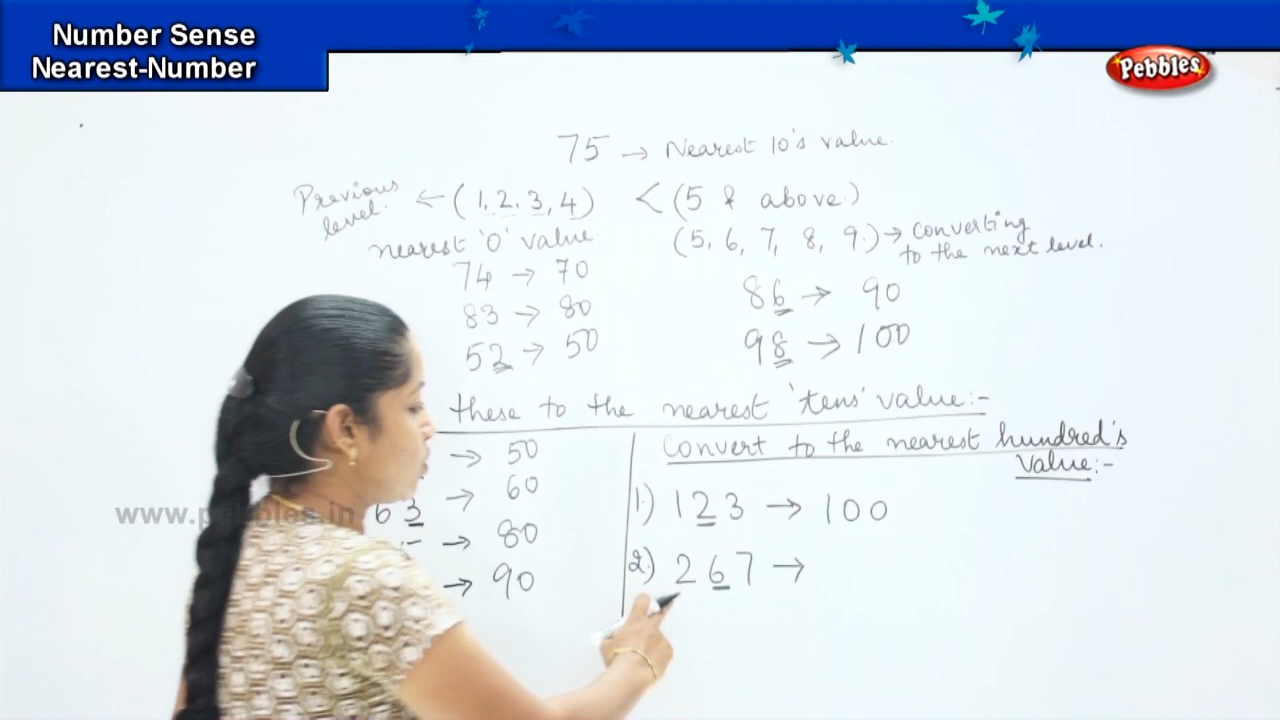 Number Sense
Nearest-Number
Pebbles
75 → Nearest 10's value.
Previous level. ← (1, 2, 3, 4) < (5 & above.)
nearest '0' value. (5, 6, 7, 8, 9.) → converting to the next level.
74 → 70
83 → 80
52 → 50
86 → 90
98 → 100
these to the nearest 'tens' value:-
→ 50
63 → 60
→ 80
→ 90
Convert to the nearest hundred's
value:-
1.) 123 → 100
2.) 267 →
www.pebbles.in